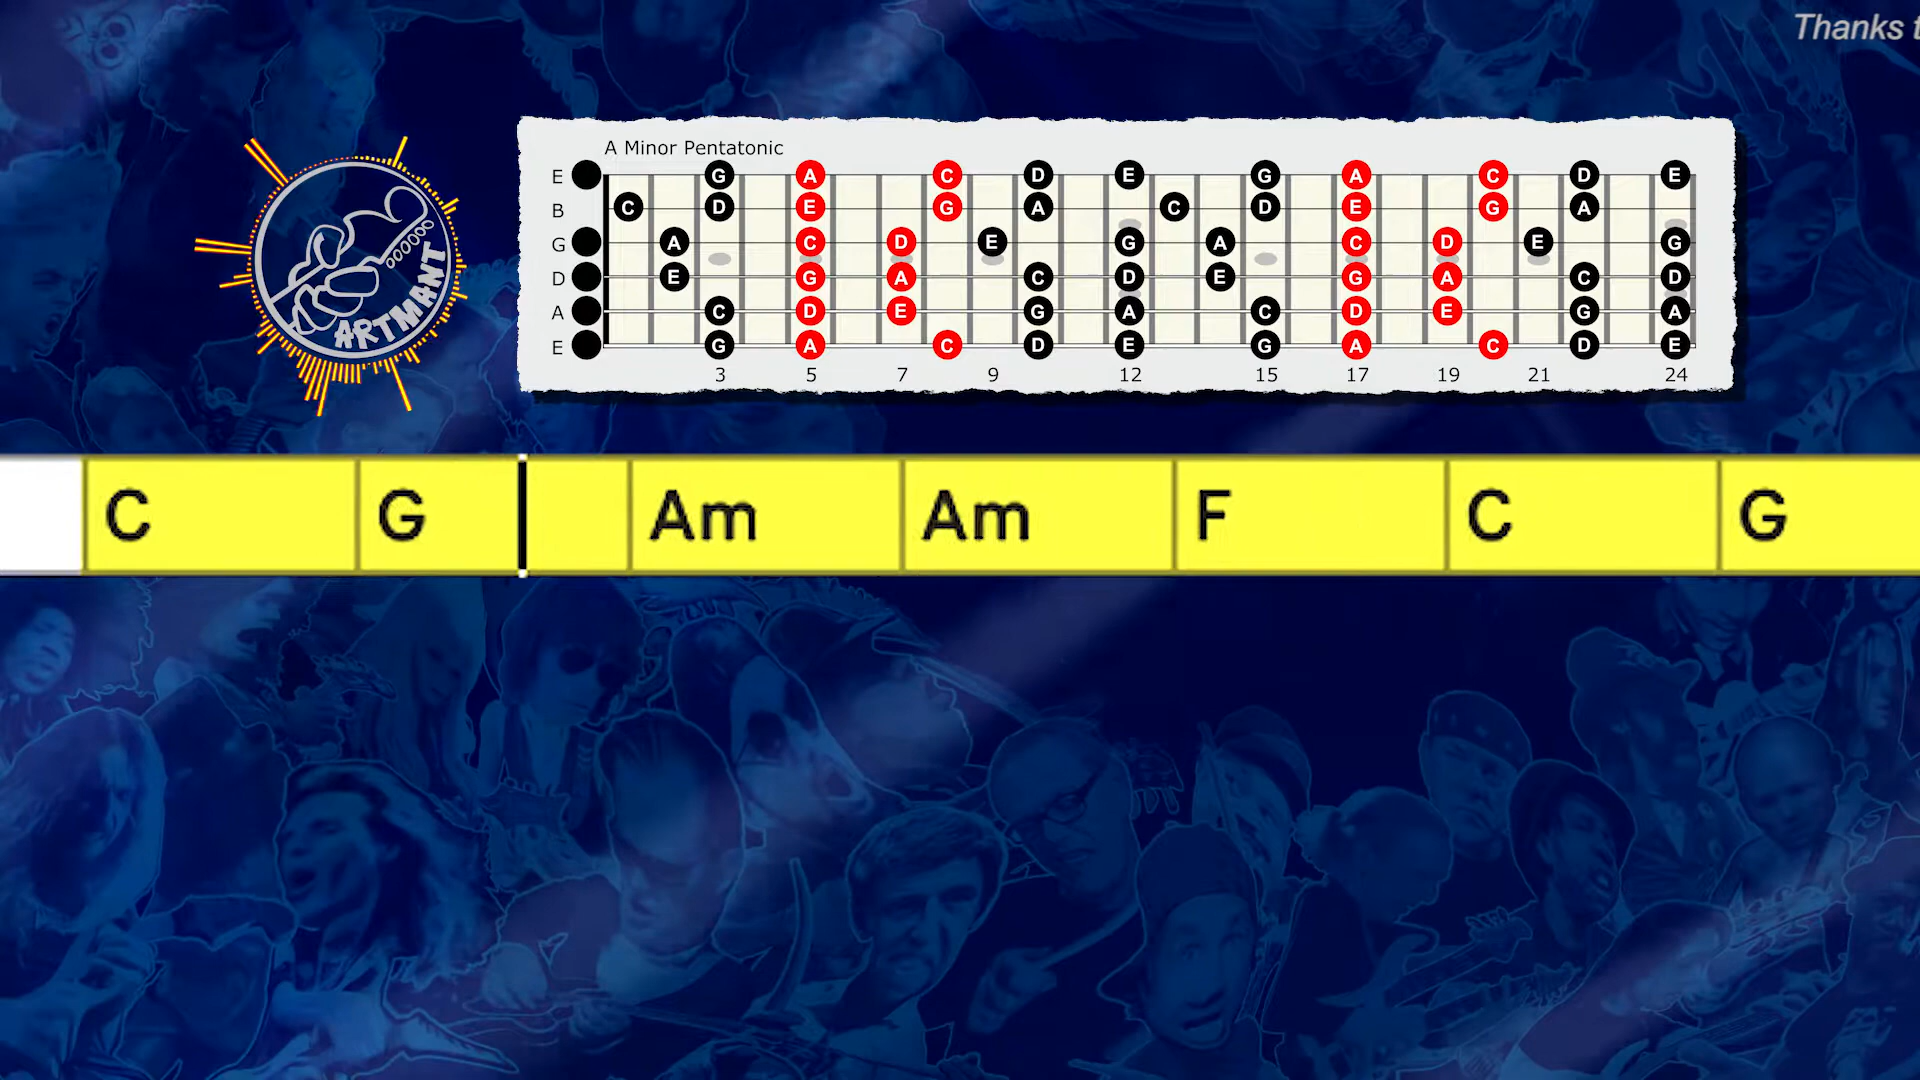 Thanks t
A Minor Pentatonic
E G A C D E G A C D E
B C D E G A C D E G A
G A C D E G A C D E G
D E G A C D E G A C D
A C D E G A C D E G A
E G A C D E G A C D E
3 5 7 9 12 15 17 19 21 24
ARTMANT
C G Am Am F C G